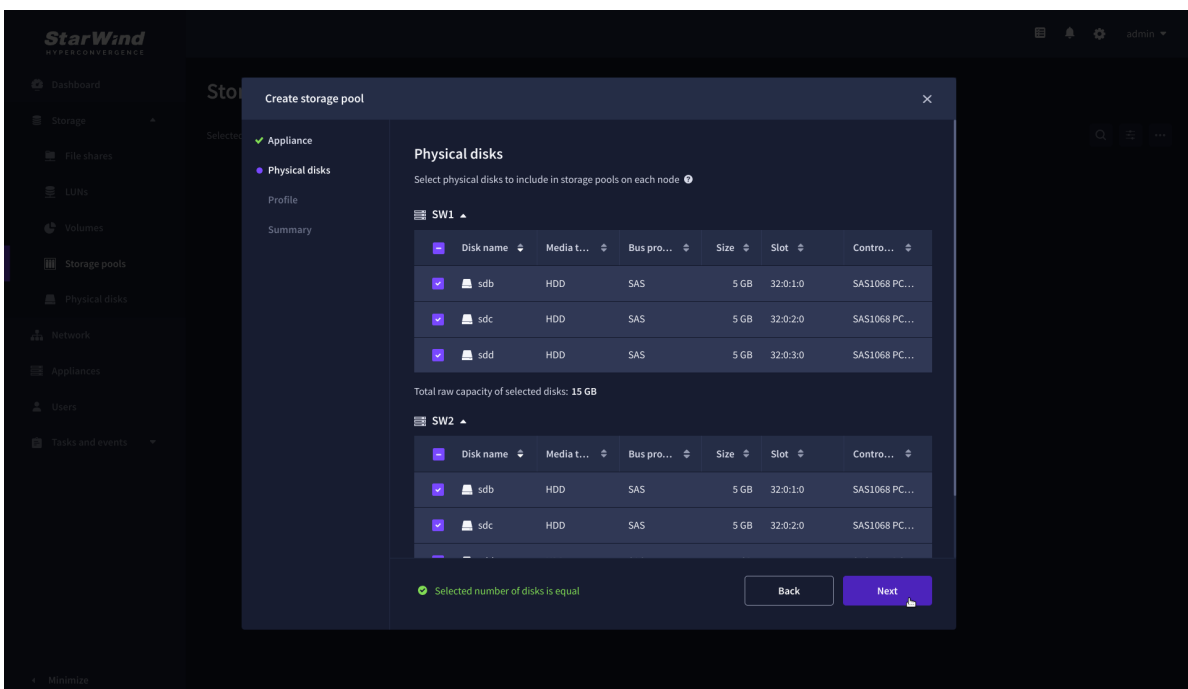 StarWind
HYPERCONVERGENCE
admin
Dashboard
Storage
File shares
LUNs
Volumes
Storage pools
Physical disks
Network
Appliances
Users
Tasks and events
Minimize
Stor
Selected
Create storage pool
Appliance
Physical disks
Profile
Summary
Physical disks
Select physical disks to include in storage pools on each node
SW1
Disk name Media t... Bus pro... Size Slot Contro...
sdb HDD SAS 5 GB 32:0:1:0 SAS1068 PC...
sdc HDD SAS 5 GB 32:0:2:0 SAS1068 PC...
sdd HDD SAS 5 GB 32:0:3:0 SAS1068 PC...
Total raw capacity of selected disks: 15 GB
SW2
Disk name Media t... Bus pro... Size Slot Contro...
sdb HDD SAS 5 GB 32:0:1:0 SAS1068 PC...
sdc HDD SAS 5 GB 32:0:2:0 SAS1068 PC...
Selected number of disks is equal
Back
Next